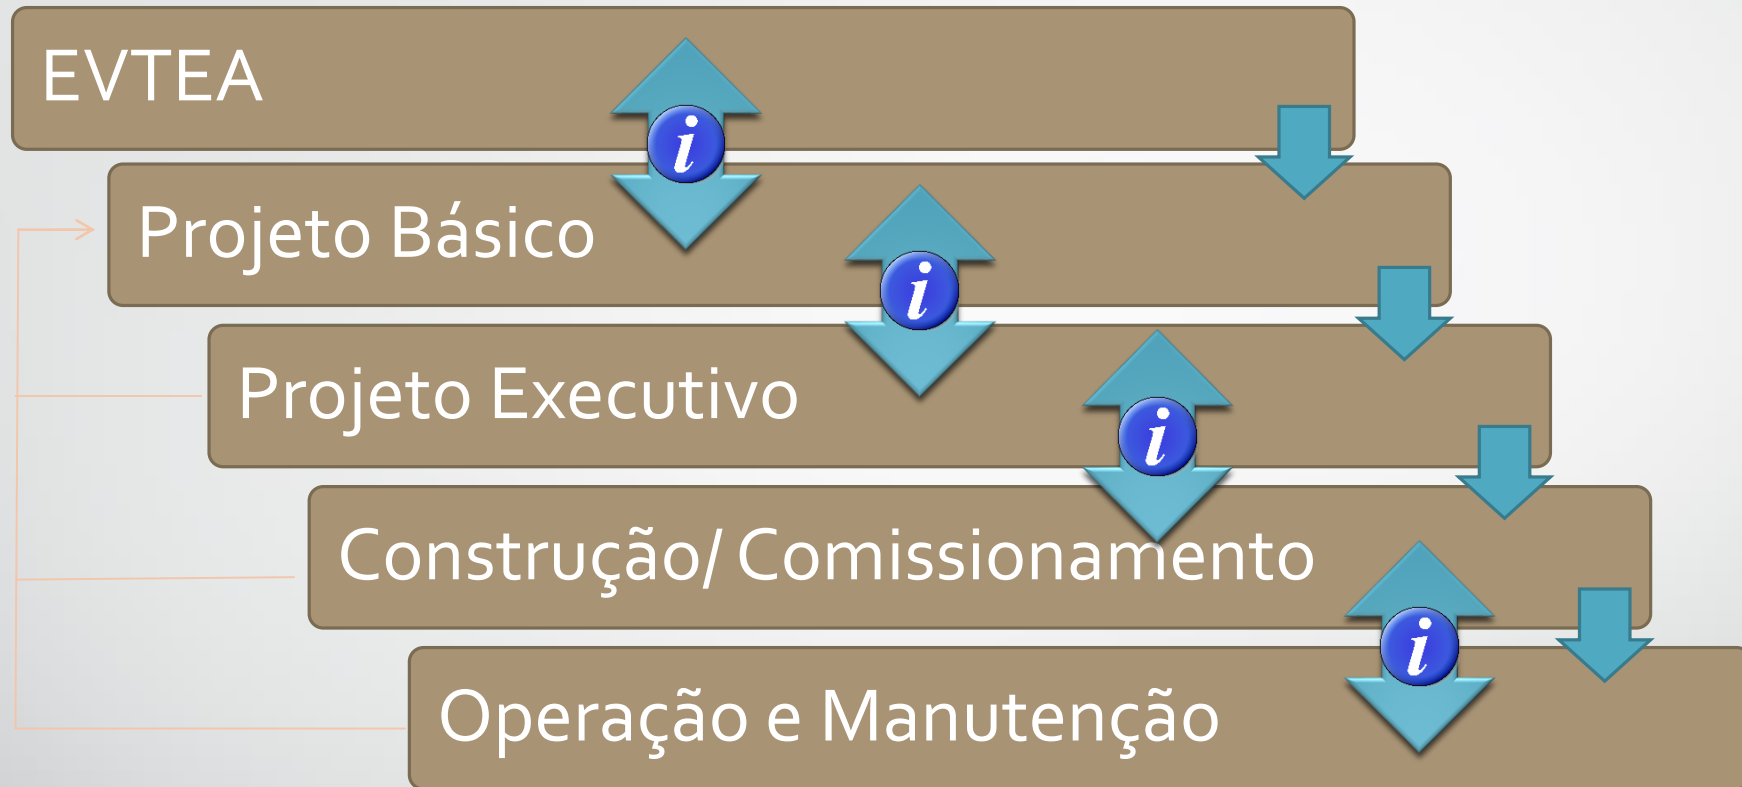 EVTEA
i
Projeto Básico
i
Projeto Executivo
i
Construção/ Comissionamento
i
Operação e Manutenção